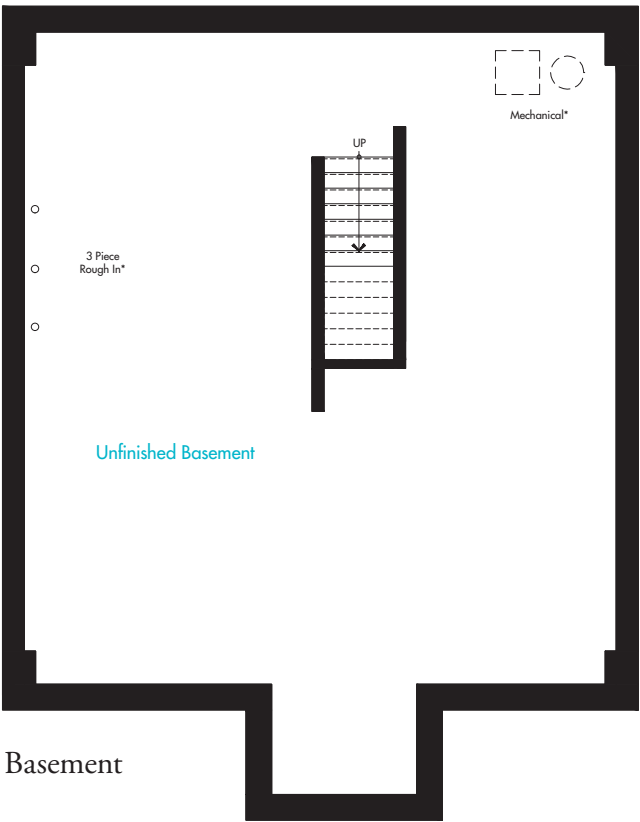 Mechanical*
UP
3 Piece
Rough In*
Unfinished Basement
Basement